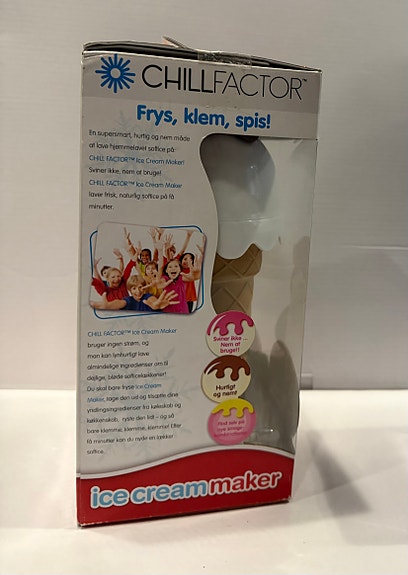 CHILLFACTOR™
Frys, klem, spis!
En supersmart, hurtig og nem måde
at lave hjemmelavet softice på:
CHILL FACTOR™ Ice Cream Maker!
Sviner ikke, nem at bruge!
CHILL FACTOR™ Ice Cream Maker
laver frisk, naturlig softice på få
minutter.
CHILL FACTOR™ Ice Cream Maker
bruger ingen strøm, og
man kan lynhurtigt lave
almindelige ingredienser om til
dejlige, bløde softicelækkerier!
Du skal bare fryse Ice Cream
Maker, tage den ud og tilsætte dine
yndlingsingredienser fra køleskab og
køkkenskab, ryste den lidt - og så
bare klemme, klemme, klemme! Efter
få minutter kan du nyde en lækker
softice.
Sviner ikke ...
Nem at
bruge!
Hurtigt
og nemt!
Find selv på
nye
ice cream maker